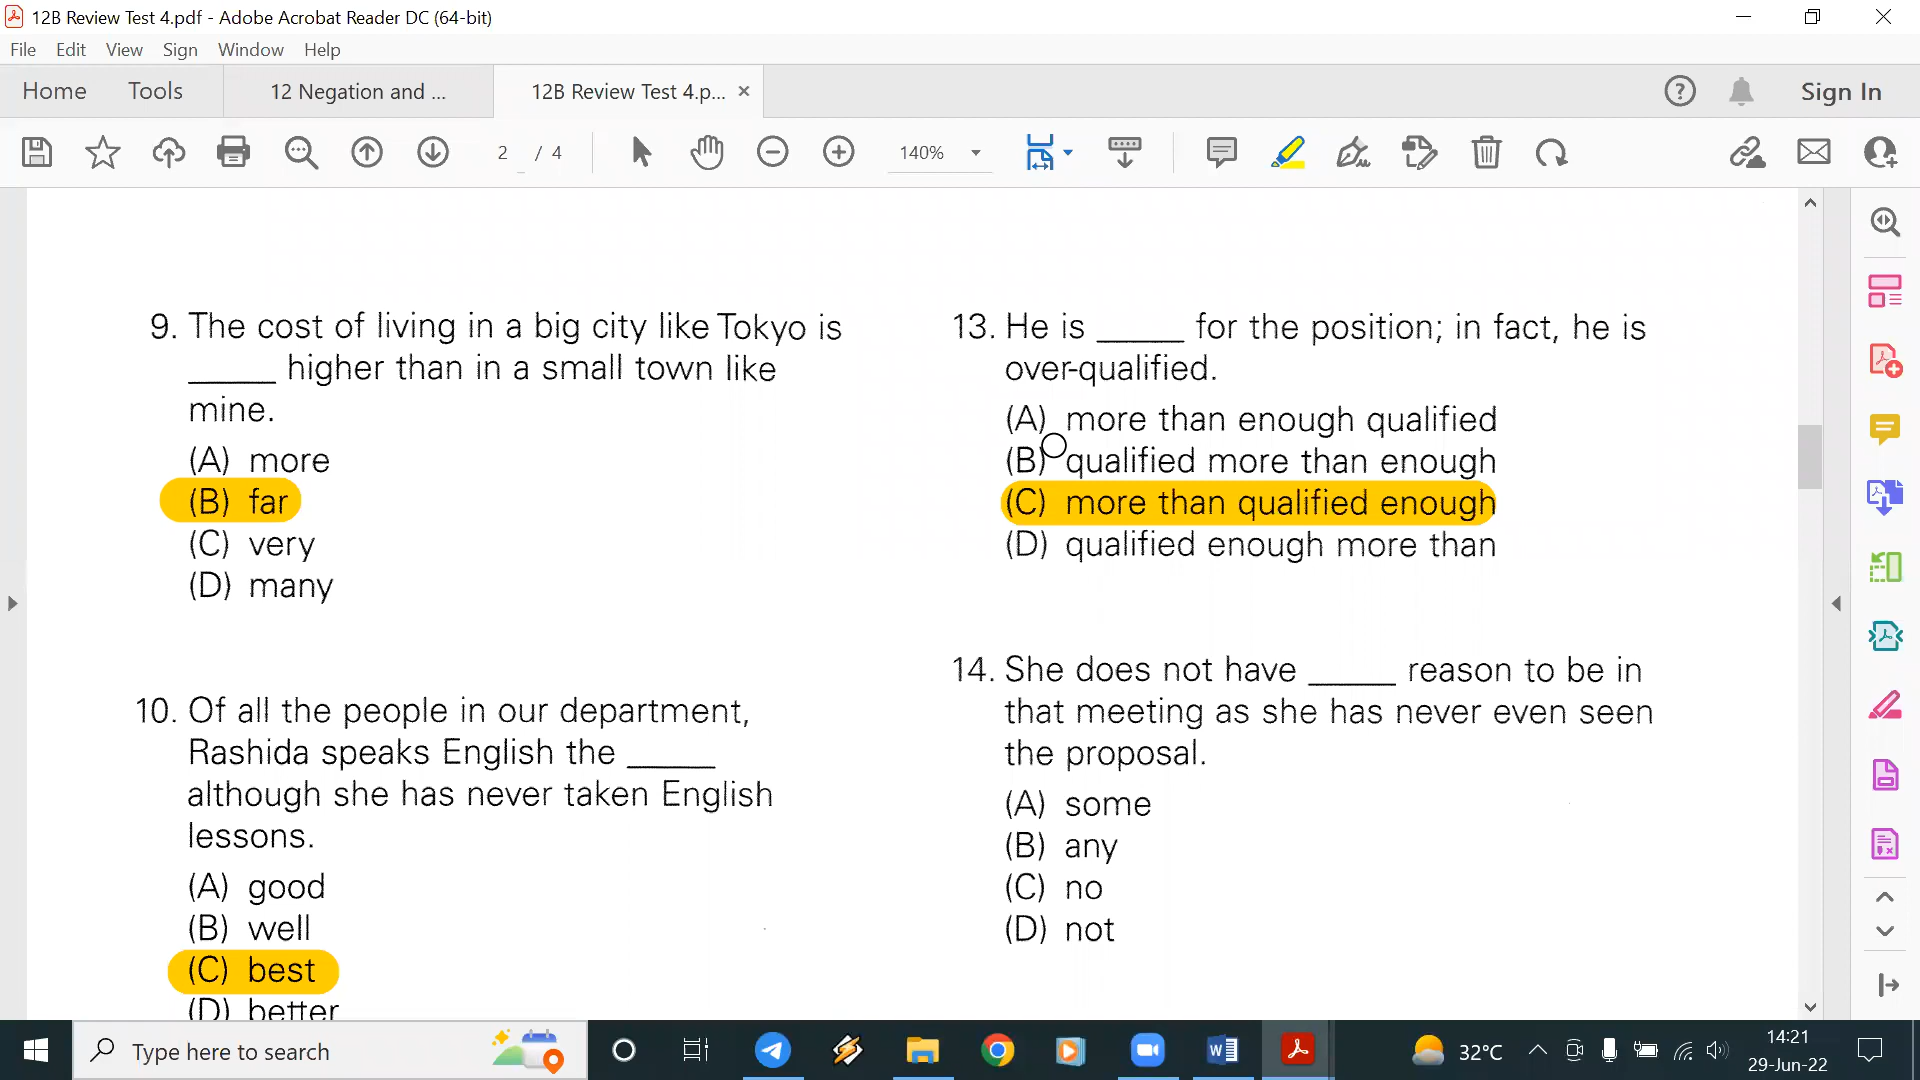 12B Review Test 4.pdf - Adobe Acrobat Reader DC (64-bit)
File Edit View Sign Window Help
Home Tools 12 Negation and ... 12B Review Test 4.p... × Sign In
2 / 4 140%
9. The cost of living in a big city like Tokyo is
_____ higher than in a small town like
mine.
(A) more
(B) far
(C) very
(D) many
10. Of all the people in our department,
Rashida speaks English the _____
although she has never taken English
lessons.
(A) good
(B) well
(C) best
(D) better
13. He is _____ for the position; in fact, he is
over-qualified.
(A) more than enough qualified
(B) qualified more than enough
(C) more than qualified enough
(D) qualified enough more than
14. She does not have _____ reason to be in
that meeting as she has never even seen
the proposal.
(A) some
(B) any
(C) no
(D) not
Type here to search
32°C
14:21
29-Jun-22